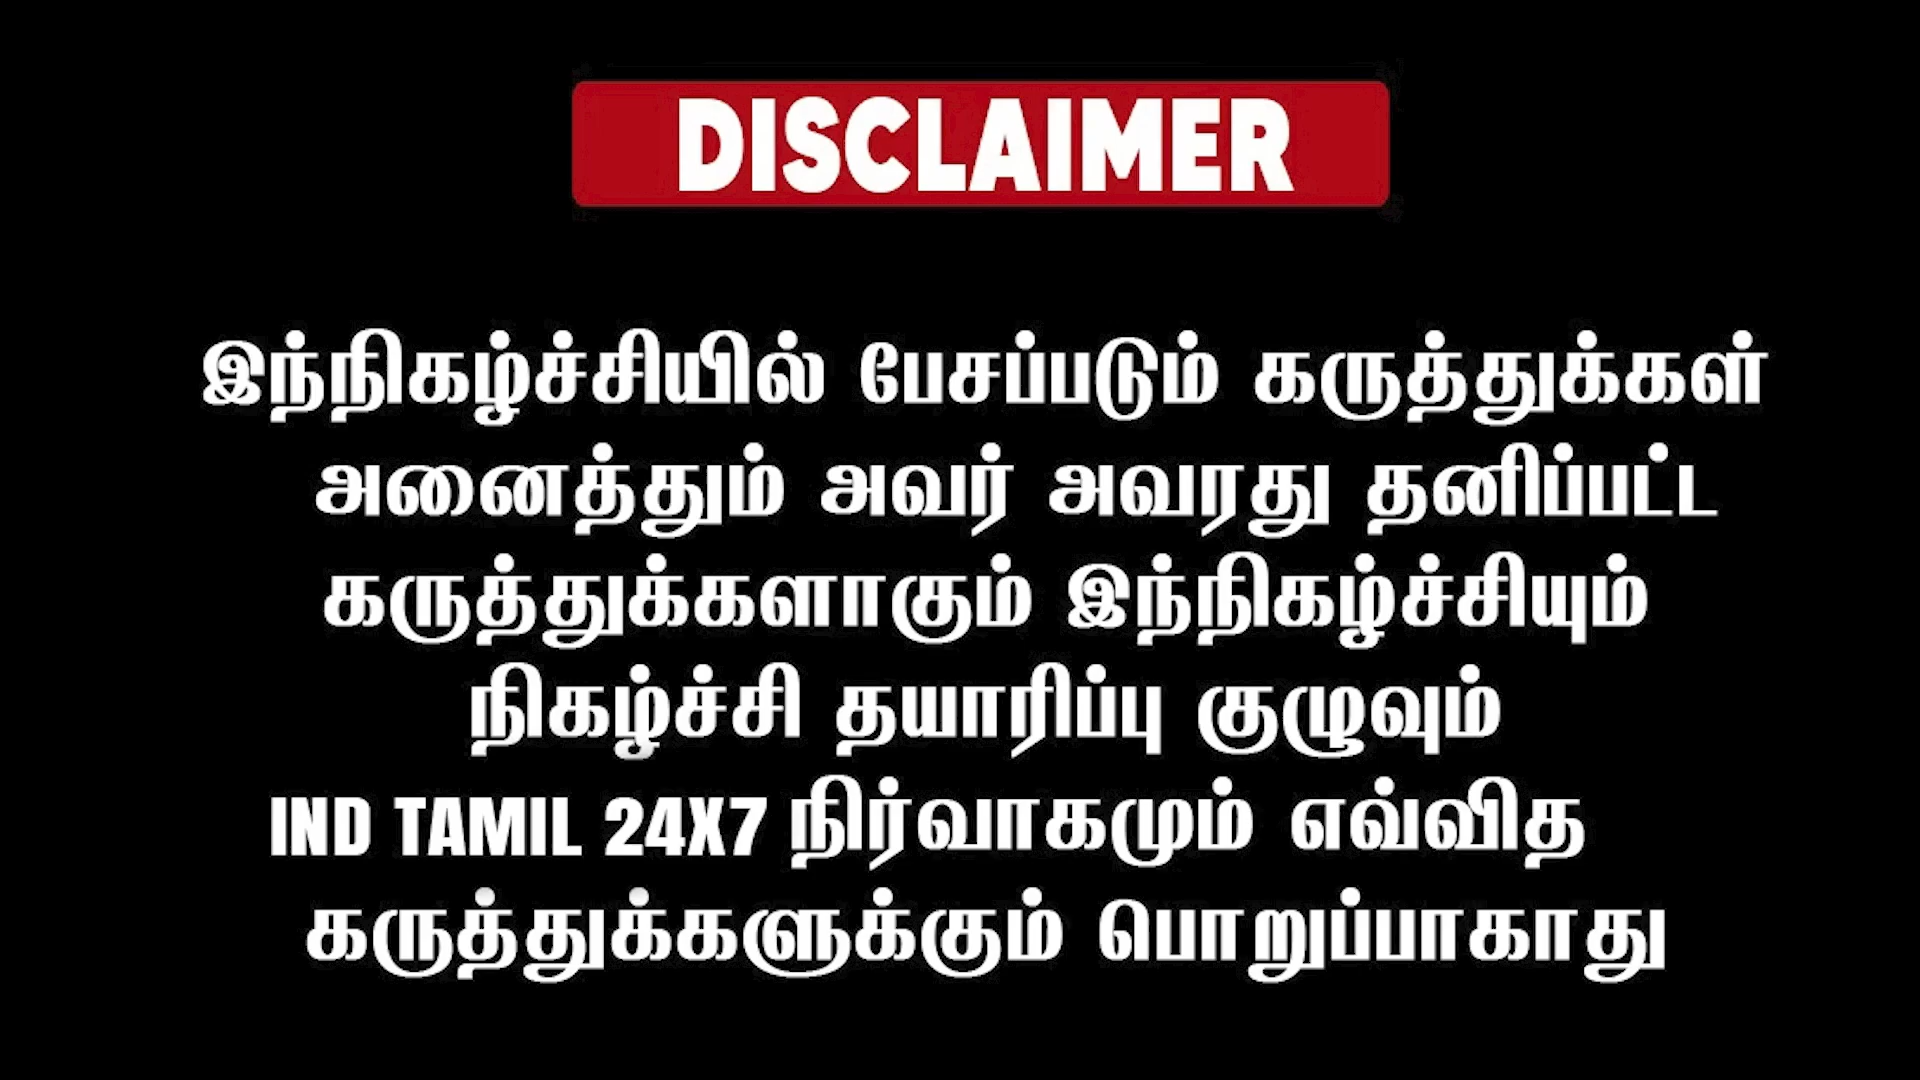 DISCLAIMER
இந்நிகழ்ச்சியில் பேசப்படும் கருத்துக்கள்
அனைத்தும் அவர் அவரது தனிப்பட்ட
கருத்துக்களாகும் இந்நிகழ்ச்சியும்
நிகழ்ச்சி தயாரிப்பு குழுவும்
IND TAMIL 24X7 நிர்வாகமும் எவ்வித
கருத்துக்களுக்கும் பொறுப்பாகாது